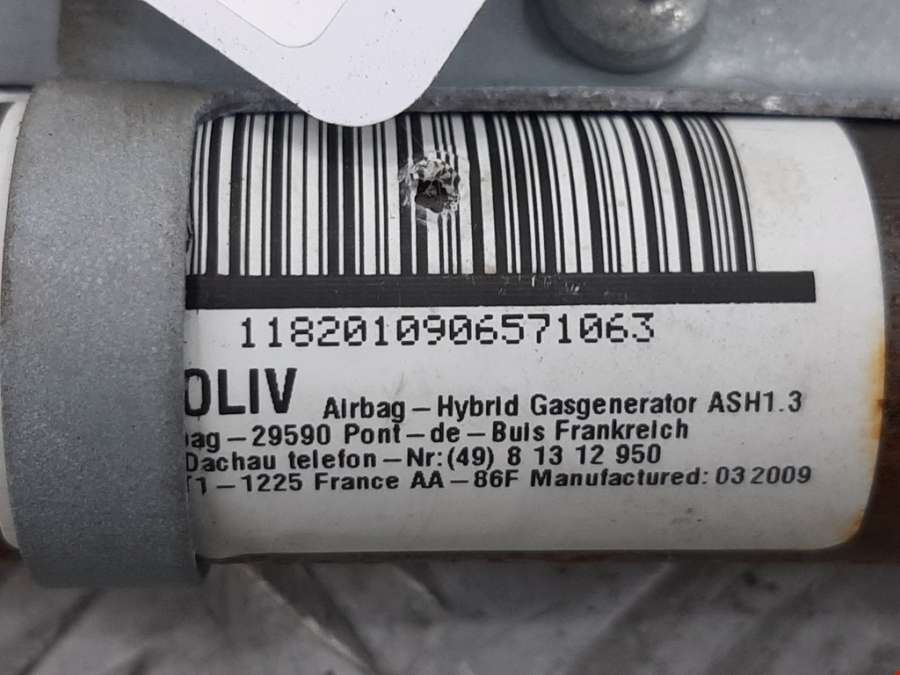 1182010906571063
OLIV Airbag-Hybrid Gasgenerator ASH1.3
ag-29590 Pont-de-Buis Frankreich
Dachau telefon-Nr:(49) 8 13 12 950
T1-1225 France AA-86F Manufactured: 03 2009